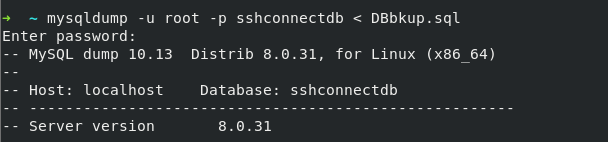 → ~ mysqldump -u root -p sshconnectdb < DBbkup.sql
Enter password:
-- MySQL dump 10.13  Distrib 8.0.31, for Linux (x86_64)
--
-- Host: localhost    Database: sshconnectdb
-- ------------------------------------------------------
-- Server version       8.0.31